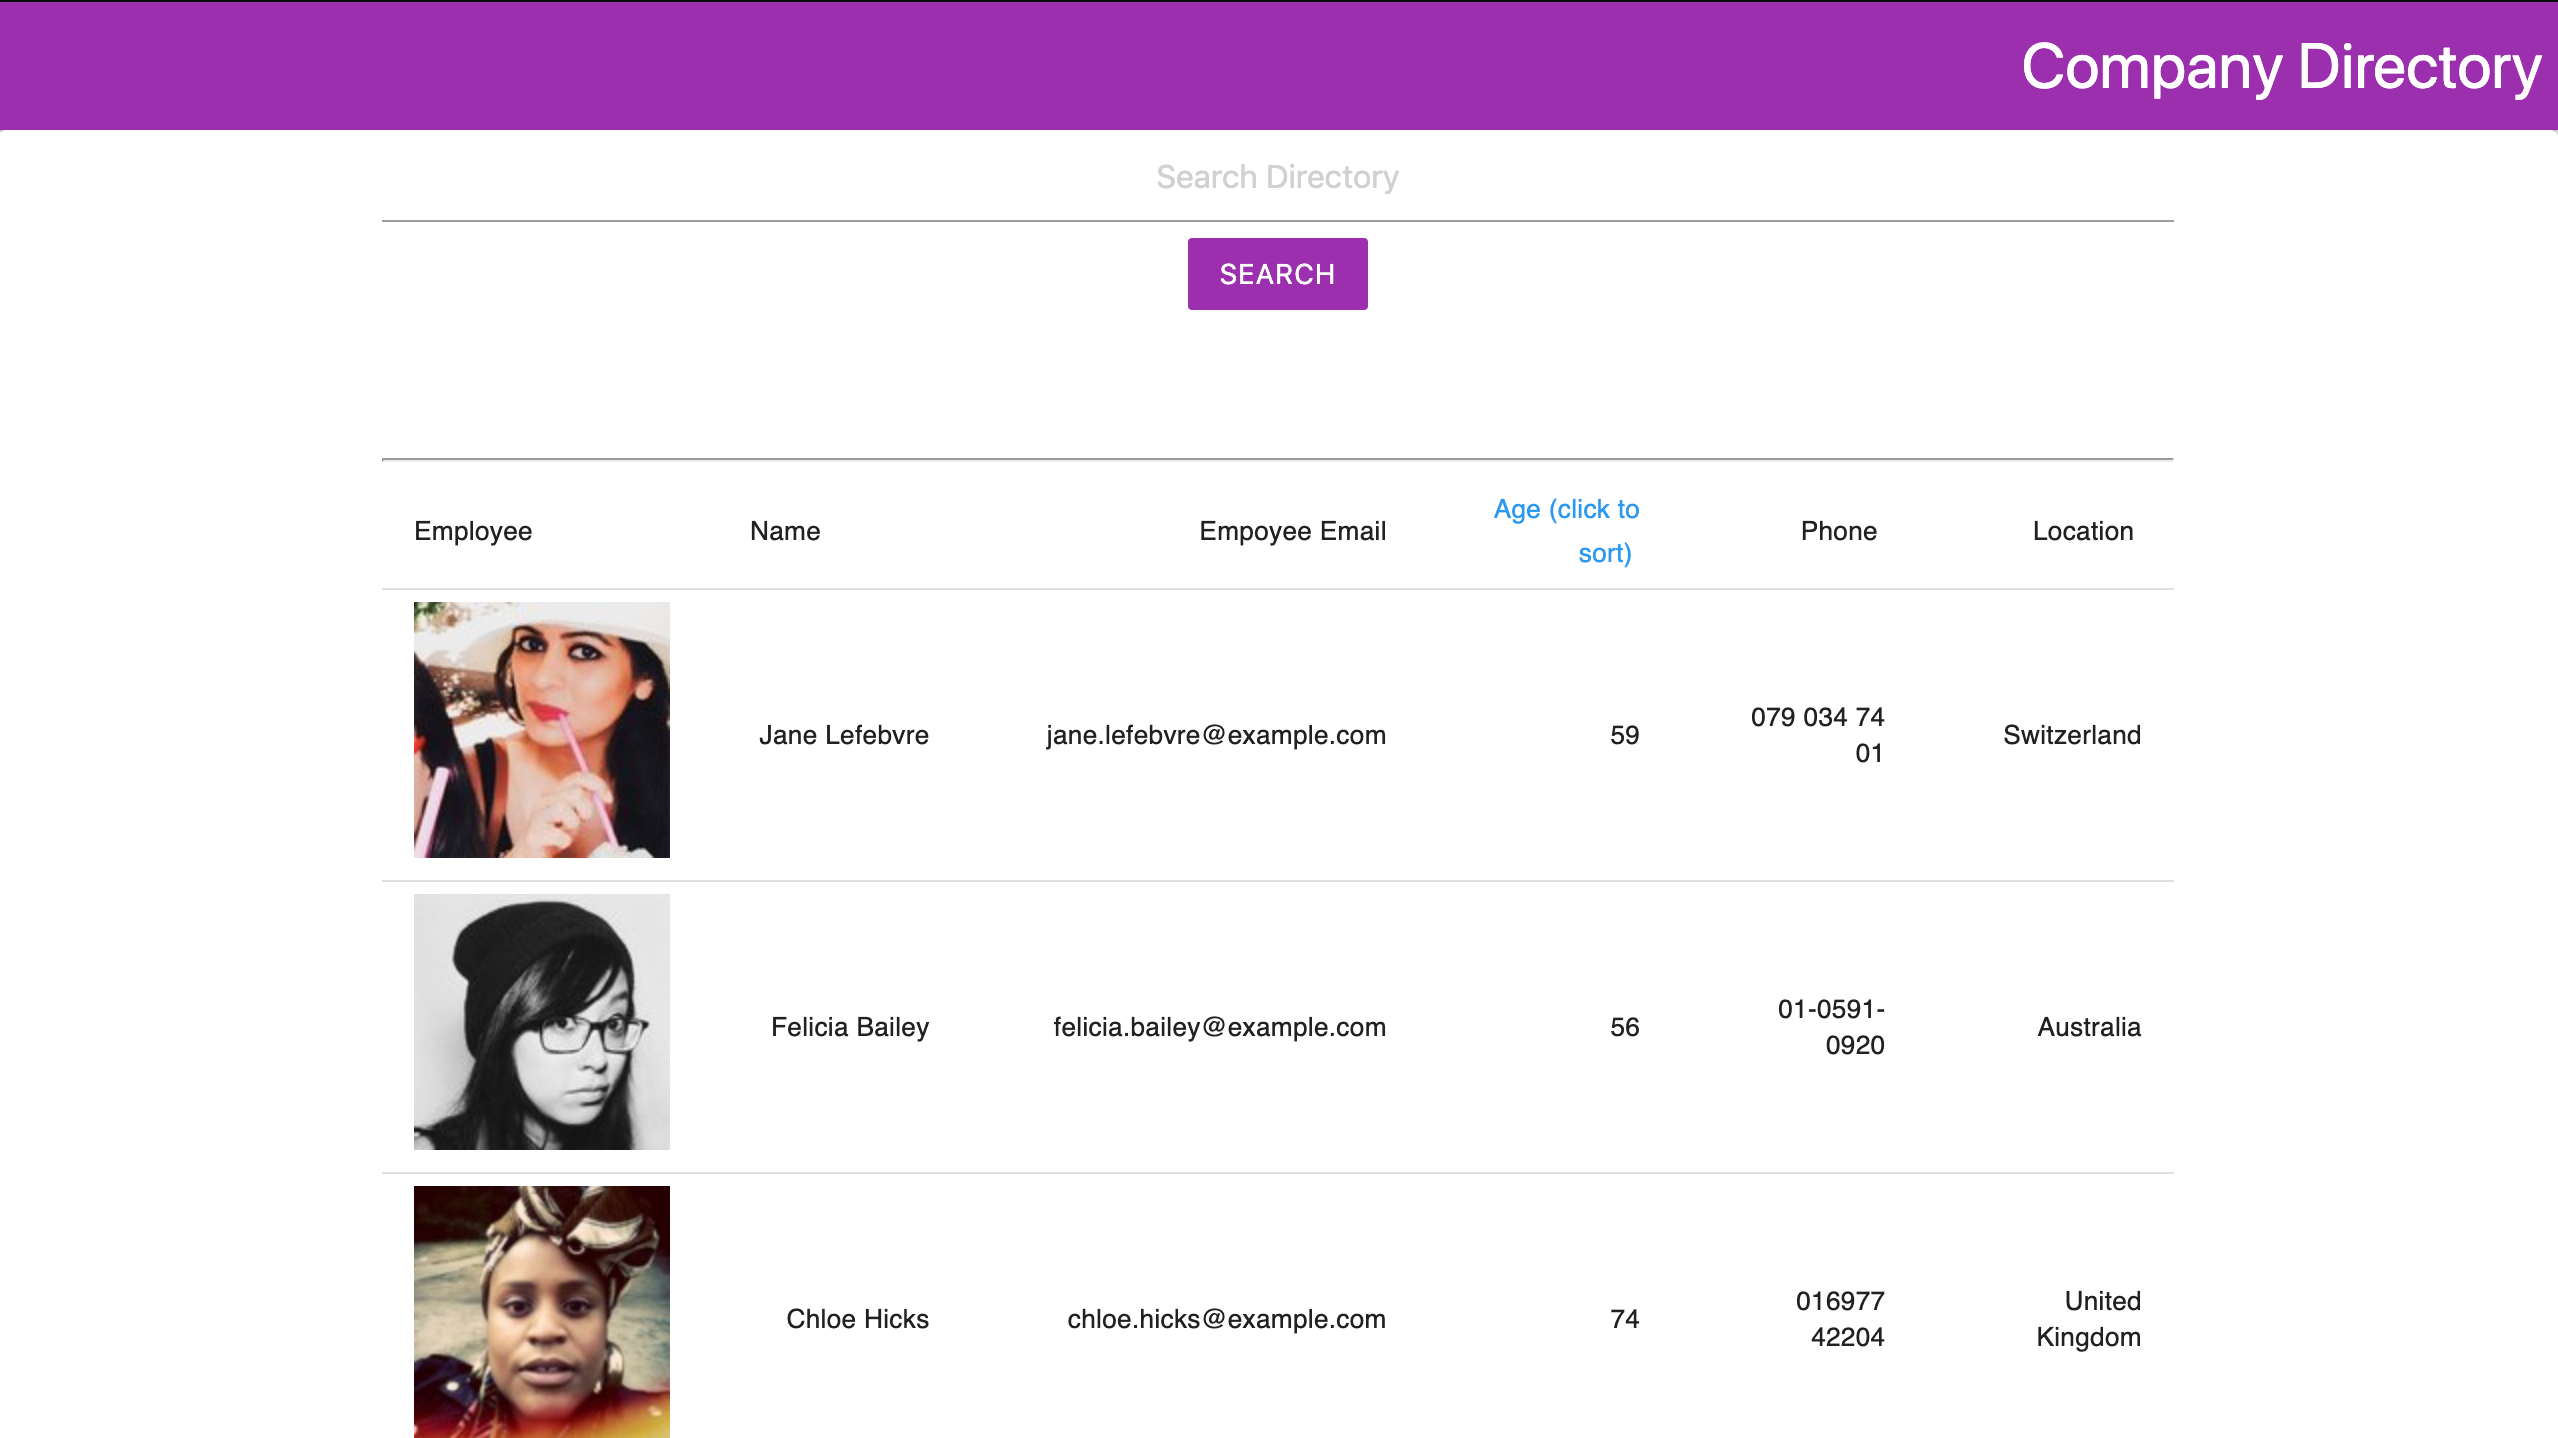 Company Directory
Search Directory
SEARCH
Employee Name Empoyee Email Age (click to sort) Phone Location
Jane Lefebvre jane.lefebvre@example.com 59 079 034 74 01 Switzerland
Felicia Bailey felicia.bailey@example.com 56 01-0591-0920 Australia
Chloe Hicks chloe.hicks@example.com 74 016977 42204 United Kingdom